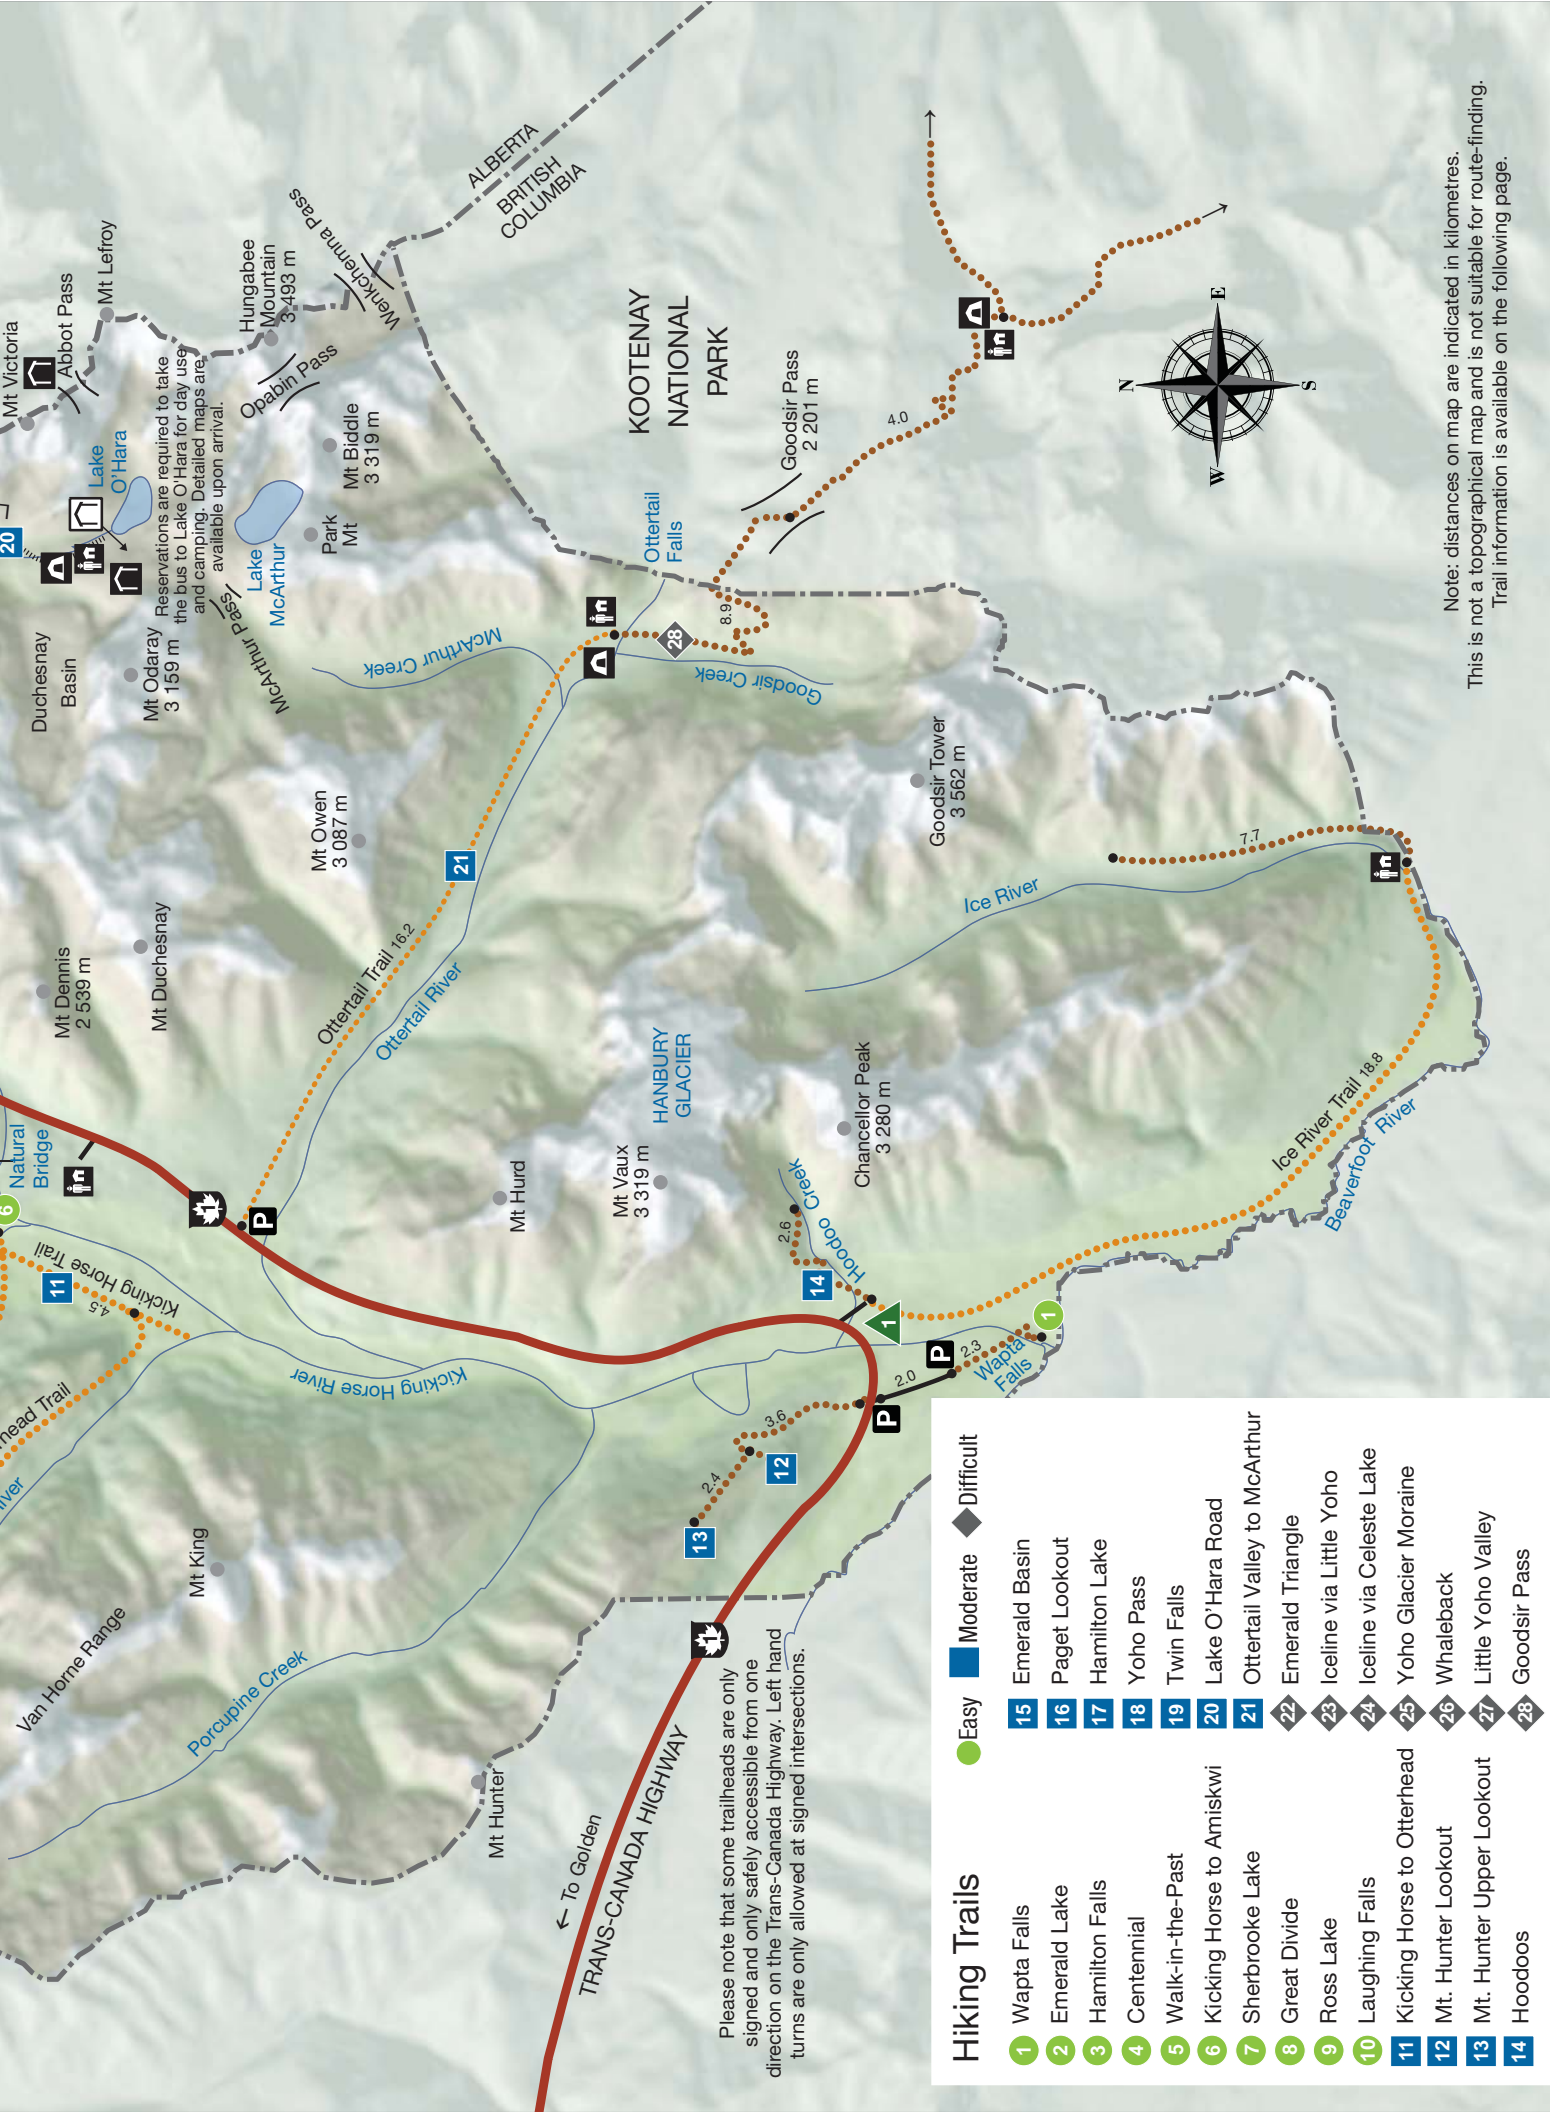 Mt Victoria
Abbot Pass
Mt Lefroy
Lake
O'Hara
20
Reservations are required to take
the bus to Lake O'Hara for day use
and camping. Detailed maps are
available upon arrival.
Hungabee
Mountain
3 493 m
Wenkchemna Pass
Opabin Pass
Mt Biddle
3 319 m
Park
Mt
Lake
McArthur
McArthur Pass
Duchesnay
Basin
Mt Odaray
3 159 m
McArthur Creek
ALBERTA
BRITISH
COLUMBIA
KOOTENAY
NATIONAL
PARK
Ottertail
Falls
Goodsir Pass
2 201 m
8.9
4.0
28
Goodsir Creek
Goodsir Tower
3 562 m
Mt Owen
3 087 m
21
Ottertail Trail 16.2
Ottertail River
Mt Dennis
2 539 m
Mt Duchesnay
Natural
Bridge
6
P
11
4.5
Kicking Horse Trail
head Trail
iver
Kicking Horse River
Mt Hurd
Mt Vaux
3 319 m
HANBURY
GLACIER
Chancellor Peak
3 280 m
Ice River
7.7
Ice River Trail 18.8
Beaverfoot River
Hoodoo Creek
2.6
14
1
1
Wapta
Falls
2.3
P
2.0
P
3.6
12
2.4
13
Mt King
Van Horne Range
Porcupine Creek
Mt Hunter
1
← To Golden
TRANS-CANADA HIGHWAY
Please note that some trailheads are only
signed and only safely accessible from one
direction on the Trans-Canada Highway. Left hand
turns are only allowed at signed intersections.
N
E
S
W
Note: distances on map are indicated in kilometres.
This is not a topographical map and is not suitable for route-finding.
Trail information is available on the following page.
Hiking Trails
Easy
Moderate
Difficult
1 Wapta Falls
2 Emerald Lake
3 Hamilton Falls
4 Centennial
5 Walk-in-the-Past
6 Kicking Horse to Amiskwi
7 Sherbrooke Lake
8 Great Divide
9 Ross Lake
10 Laughing Falls
11 Kicking Horse to Otterhead
12 Mt. Hunter Lookout
13 Mt. Hunter Upper Lookout
14 Hoodoos
15 Emerald Basin
16 Paget Lookout
17 Hamilton Lake
18 Yoho Pass
19 Twin Falls
20 Lake O'Hara Road
21 Ottertail Valley to McArthur
22 Emerald Triangle
23 Iceline via Little Yoho
24 Iceline via Celeste Lake
25 Yoho Glacier Moraine
26 Whaleback
27 Little Yoho Valley
28 Goodsir Pass